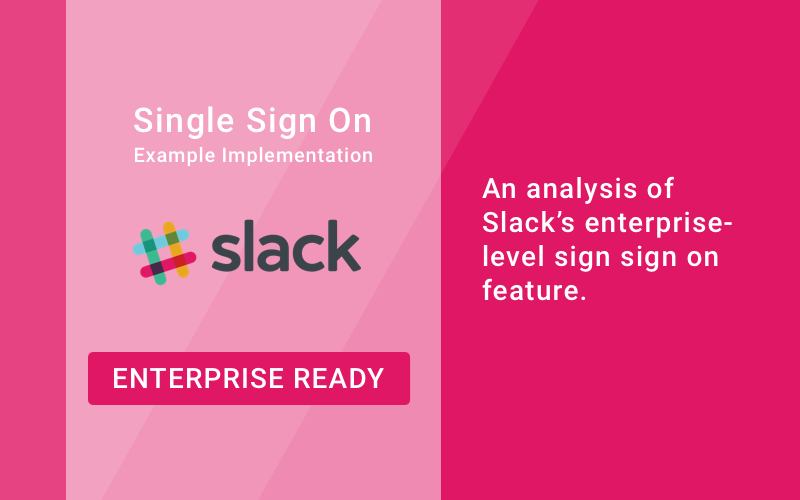 Single Sign On
Example Implementation
slack
ENTERPRISE READY
An analysis of
Slack’s enterprise-
level sign sign on
feature.